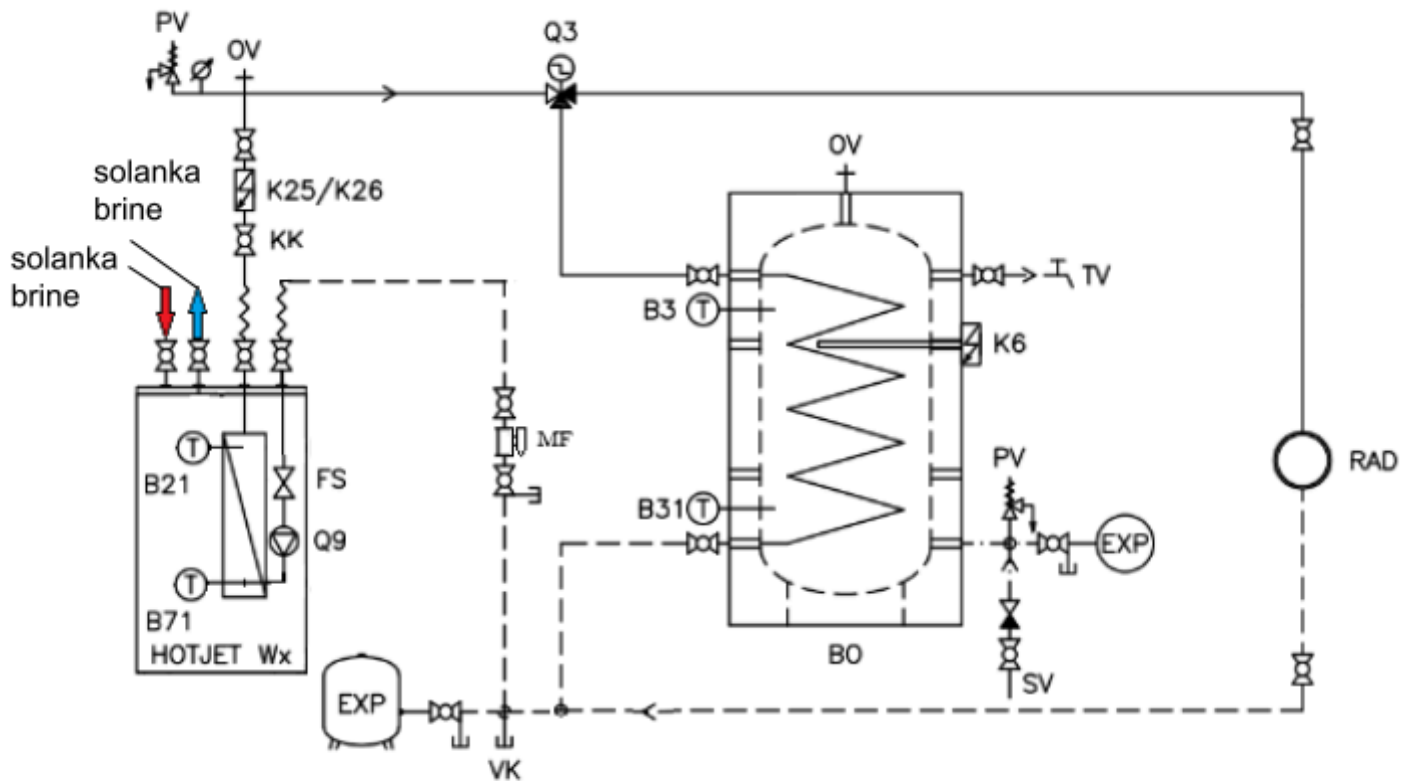 PV
OV
Q3
OV
solanka
brine
K25/K26
KK
solanka
brine
TV
B3
T
K6
MF
PV
RAD
T
B21
FS
B31
T
Q9
EXP
T
B71
HOTJET Wx
BO
SV
EXP
VK